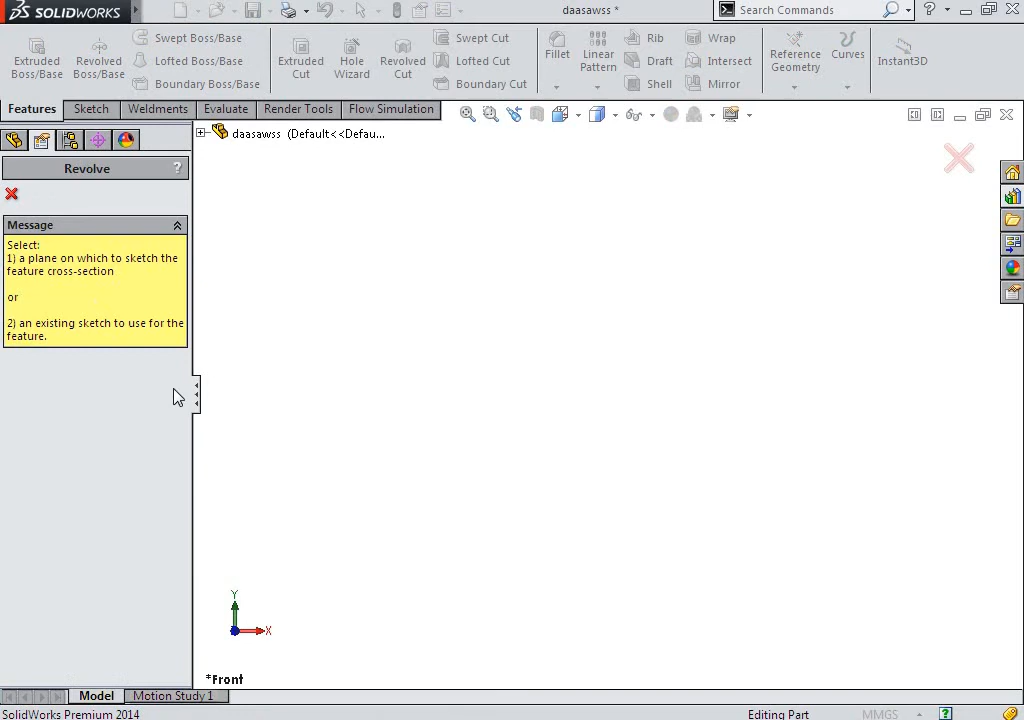 SOLIDWORKS
daasawss *
Search Commands
Extruded Boss/Base
Revolved Boss/Base
Swept Boss/Base
Lofted Boss/Base
Boundary Boss/Base
Extruded Cut
Hole Wizard
Revolved Cut
Swept Cut
Lofted Cut
Boundary Cut
Fillet
Linear Pattern
Rib
Draft
Shell
Wrap
Intersect
Mirror
Reference Geometry
Curves
Instant3D
Features
Sketch
Weldments
Evaluate
Render Tools
Flow Simulation
daasawss (Default<<Defau...
Revolve
?
Message
Select:
1) a plane on which to sketch the
feature cross-section
or
2) an existing sketch to use for the
feature.
Y
X
*Front
Model
Motion Study 1
SolidWorks Premium 2014
Editing Part
MMGS